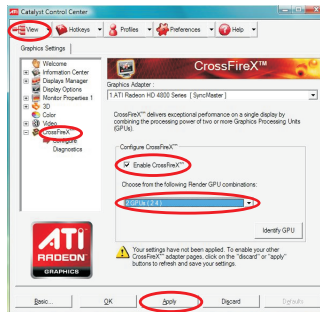 Catalyst Control Center
View Hotkeys Profiles Preferences Help
Graphics Settings
Welcome
Information Center
Displays Manager
Display Options
Monitor Properties 1
3D
Color
Video
CrossFireX™
Configure
Diagnostics
CrossFireX™
Graphics Adapter :
1.ATI Radeon HD 4800 Series [SyncMaster ]
CrossFireX™ delivers exceptional performance on a single display by
combining the processing power of two or more Graphics Processing Units
(GPUs).
Configure CrossFireX™
Enable CrossFireX™
Choose from the following Render GPU combinations:
2 GPUs (2 4 )
Identify GPU
Your settings have not been applied. To enable your other
CrossFireX™ adapter pages, click on the "discard" or "apply"
buttons to refresh and save your settings.
ATI
RADEON
GRAPHICS
Basic... OK Apply Discard Defaults